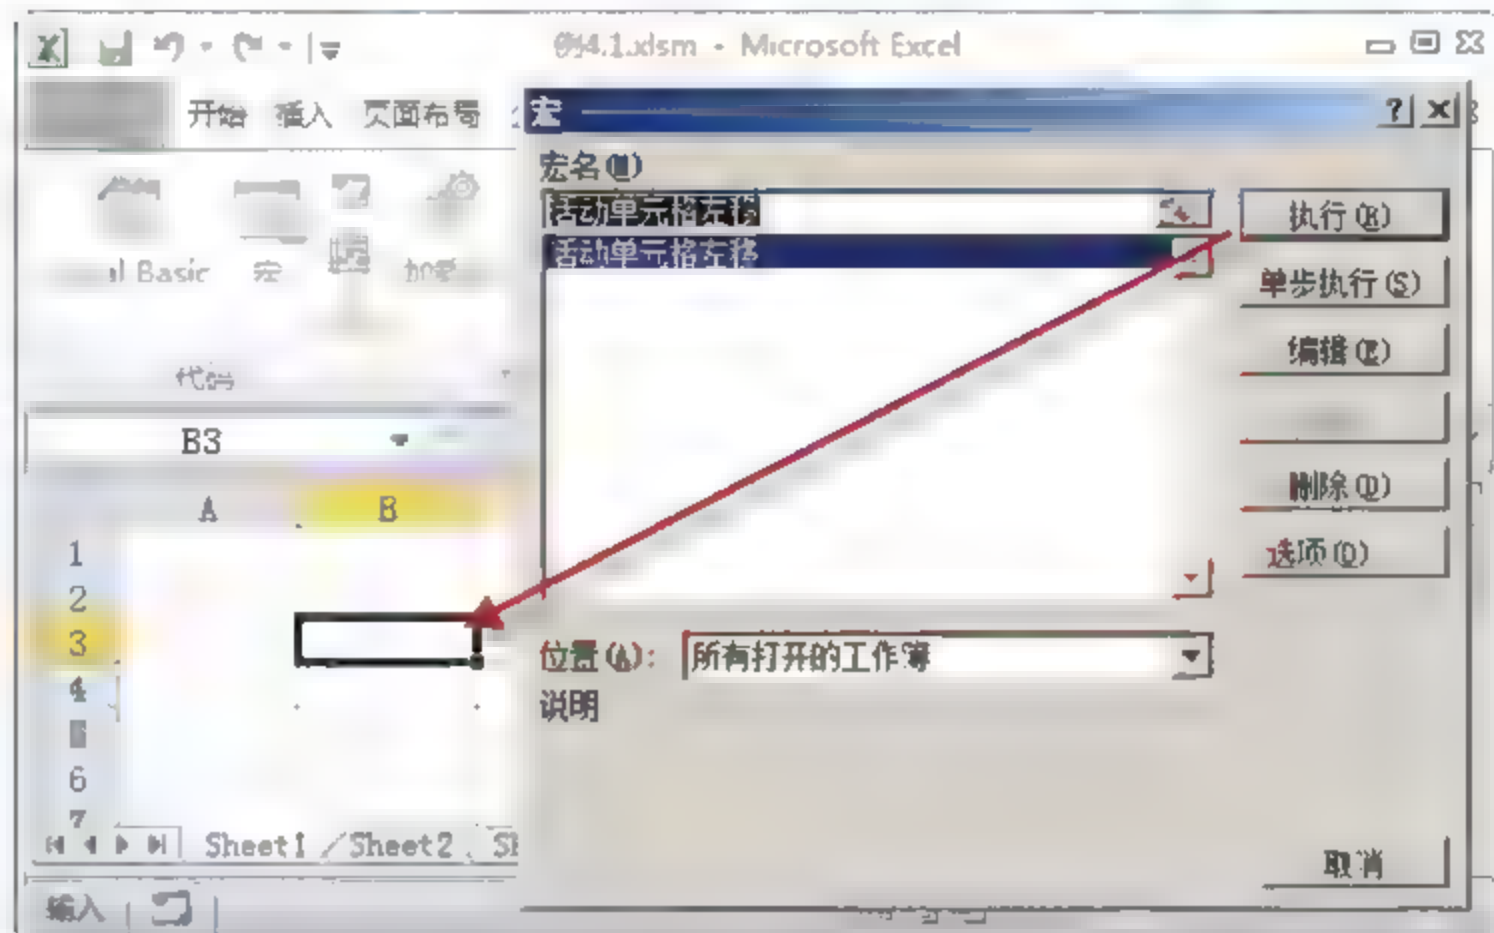 例4.1.xlsm - Microsoft Excel
开始 插入 页面布局
宏
宏名(M)
活动单元格左移
活动单元格左移
执行(R)
单步执行(S)
编辑(E)
删除(D)
选项(O)
Basic 宏
代码
B3
A B
1
2
3
4
6
7
位置(A): 所有打开的工作簿
说明
取消
Sheet1 Sheet2
输入